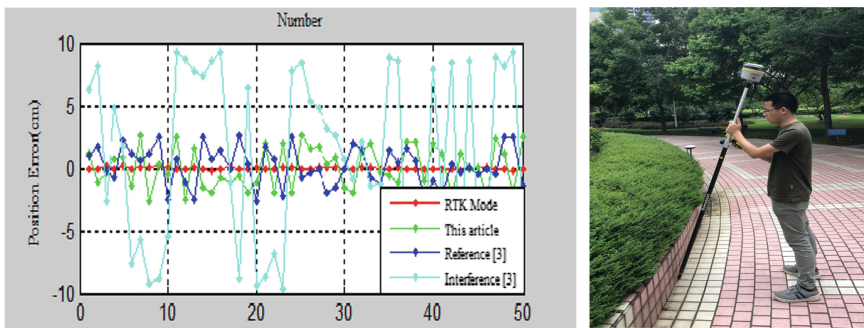 Number
Position Error(cm)
10
5
0
-5
-10
0
10
20
30
40
50
RTK Mode
This article
Reference [3]
Interference [3]